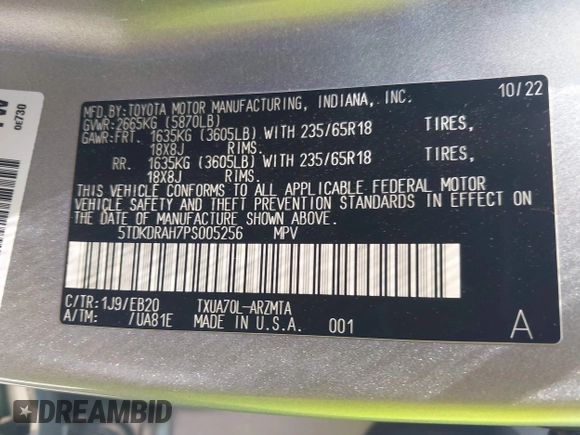 MFD.BY:TOYOTA MOTOR MANUFACTURING, INDIANA, INC. 10/22
GVWR:2665KG (5870LB)
GAWR:FRT. 1635KG (3605LB) WITH 235/65R18 TIRES,
18X8J RIMS.
RR. 1635KG (3605LB) WITH 235/65R18 TIRES,
18X8J RIMS.
THIS VEHICLE CONFORMS TO ALL APPLICABLE FEDERAL MOTOR
VEHICLE SAFETY AND THEFT PREVENTION STANDARDS IN EFFECT ON
THE DATE OF MANUFACTURE SHOWN ABOVE.
5TDKDRAH7PS005256 MPV
C/TR:1J9/EB20 TXUA70L-ARZMTA
A/TM: /UA81E MADE IN U.S.A. 001 A
0E730
DREAMBID